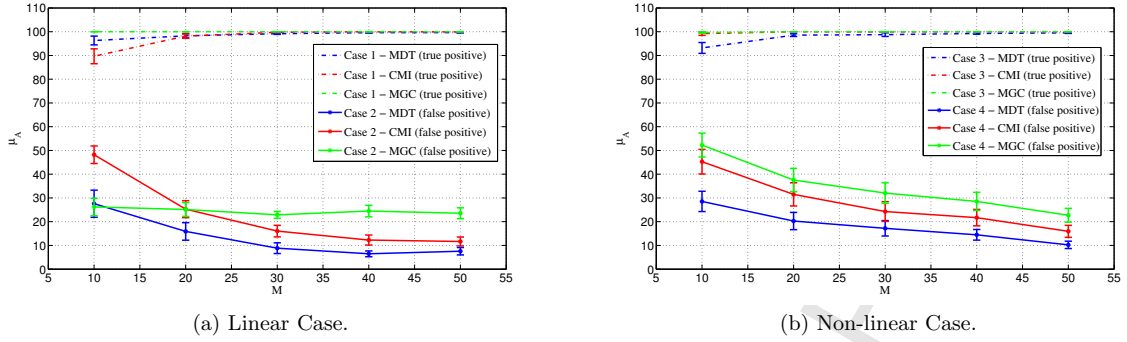 110
100
90
80
70
60
50
40
30
20
10
0
μA
5 10 15 20 25 30 35 40 45 50 55
M
Case 1 – MDT (true positive)
Case 1 – CMI (true positive)
Case 1 – MGC (true positive)
Case 2 – MDT (false positive)
Case 2 – CMI (false positive)
Case 2 – MGC (false positive)
(a) Linear Case.
110
100
90
80
70
60
50
40
30
20
10
0
μA
5 10 15 20 25 30 35 40 45 50 55
M
Case 3 – MDT (true positive)
Case 3 – CMI (true positive)
Case 3 – MGC (true positive)
Case 4 – MDT (false positive)
Case 4 – CMI (false positive)
Case 4 – MGC (false positive)
(b) Non-linear Case.